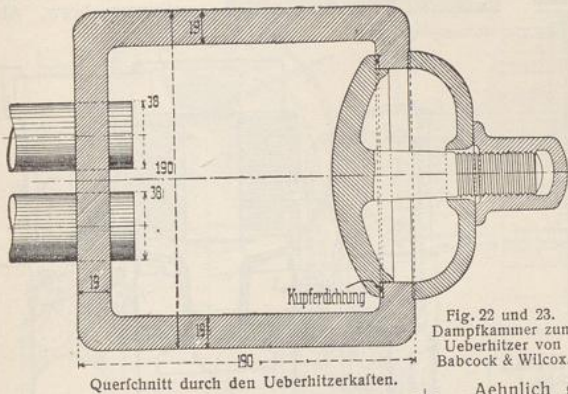 19
38
190
38
19
Kupferdichtung
19
190
Querſchnitt durch den Ueberhitzerkaſten.
Fig. 22 und 23.
Dampfkammer zum
Ueberhitzer von
Babcock & Wilcox.
Aehnlich